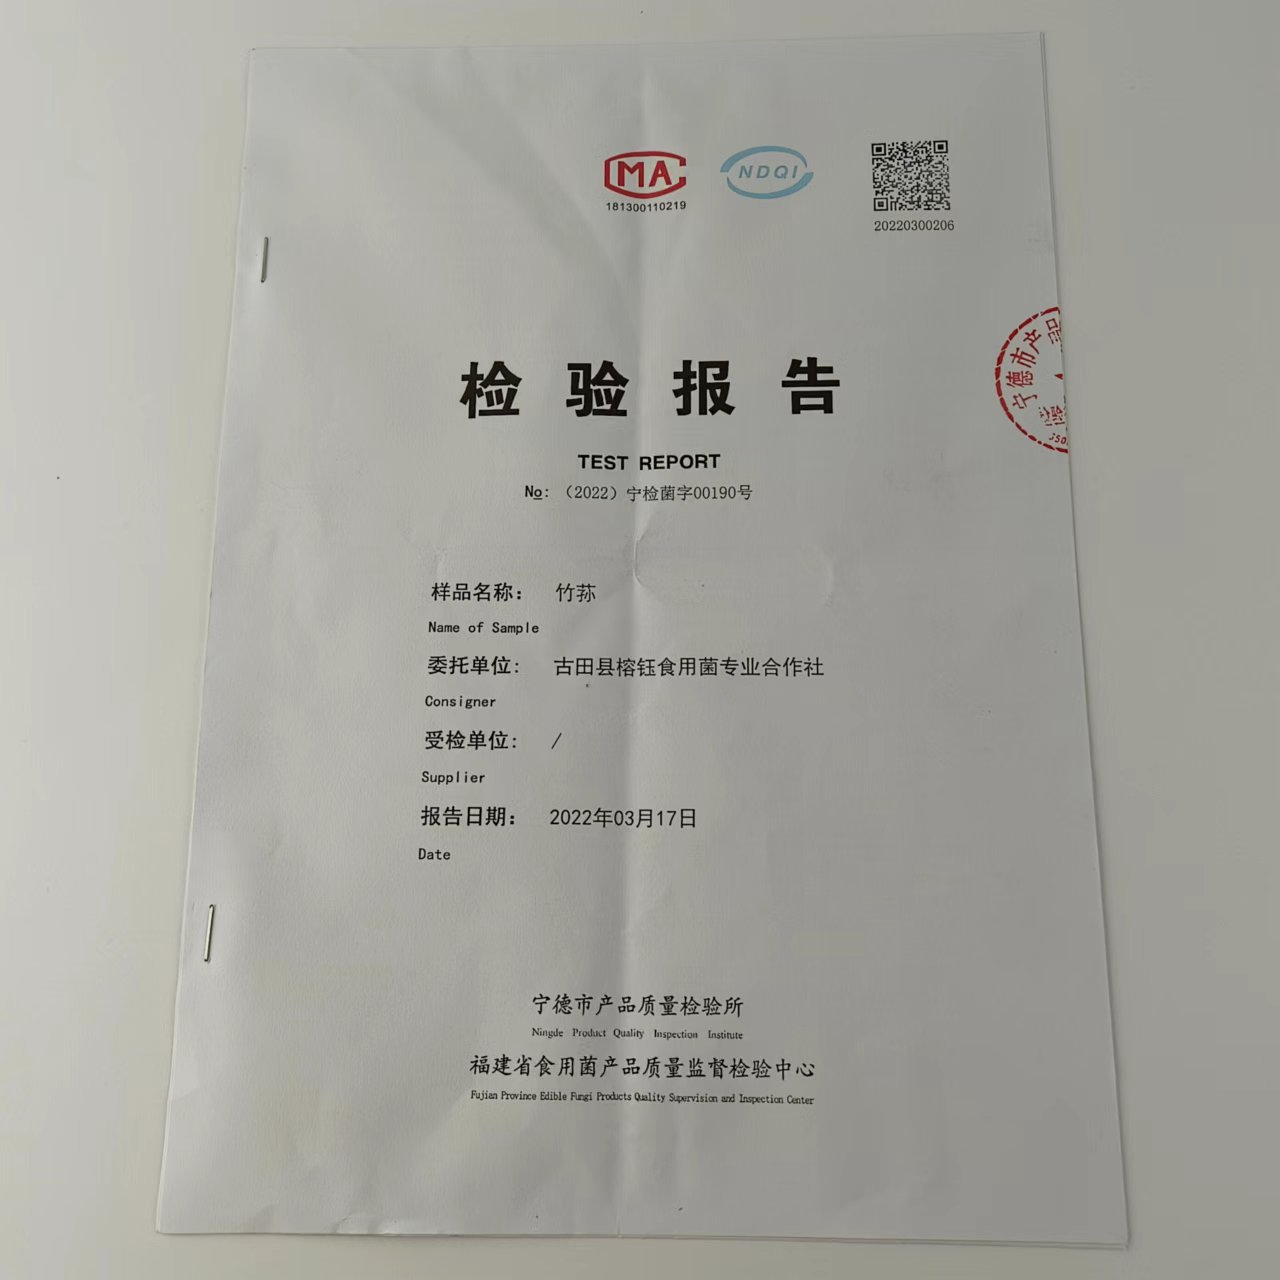 CMA
NDQI
181300110219
20220300206
宁德市产品
检验报告
TEST REPORT
No: （2022）宁检菌字00190号
样品名称： 竹荪
Name of Sample
委托单位： 古田县榕钰食用菌专业合作社
Consigner
受检单位： /
Supplier
报告日期： 2022年03月17日
Date
宁德市产品质量检验所
Ningde Product Quality Inspection Institute
福建省食用菌产品质量监督检验中心
Fujian Province Edible Fungi Products Quality Supervision and Inspection Center